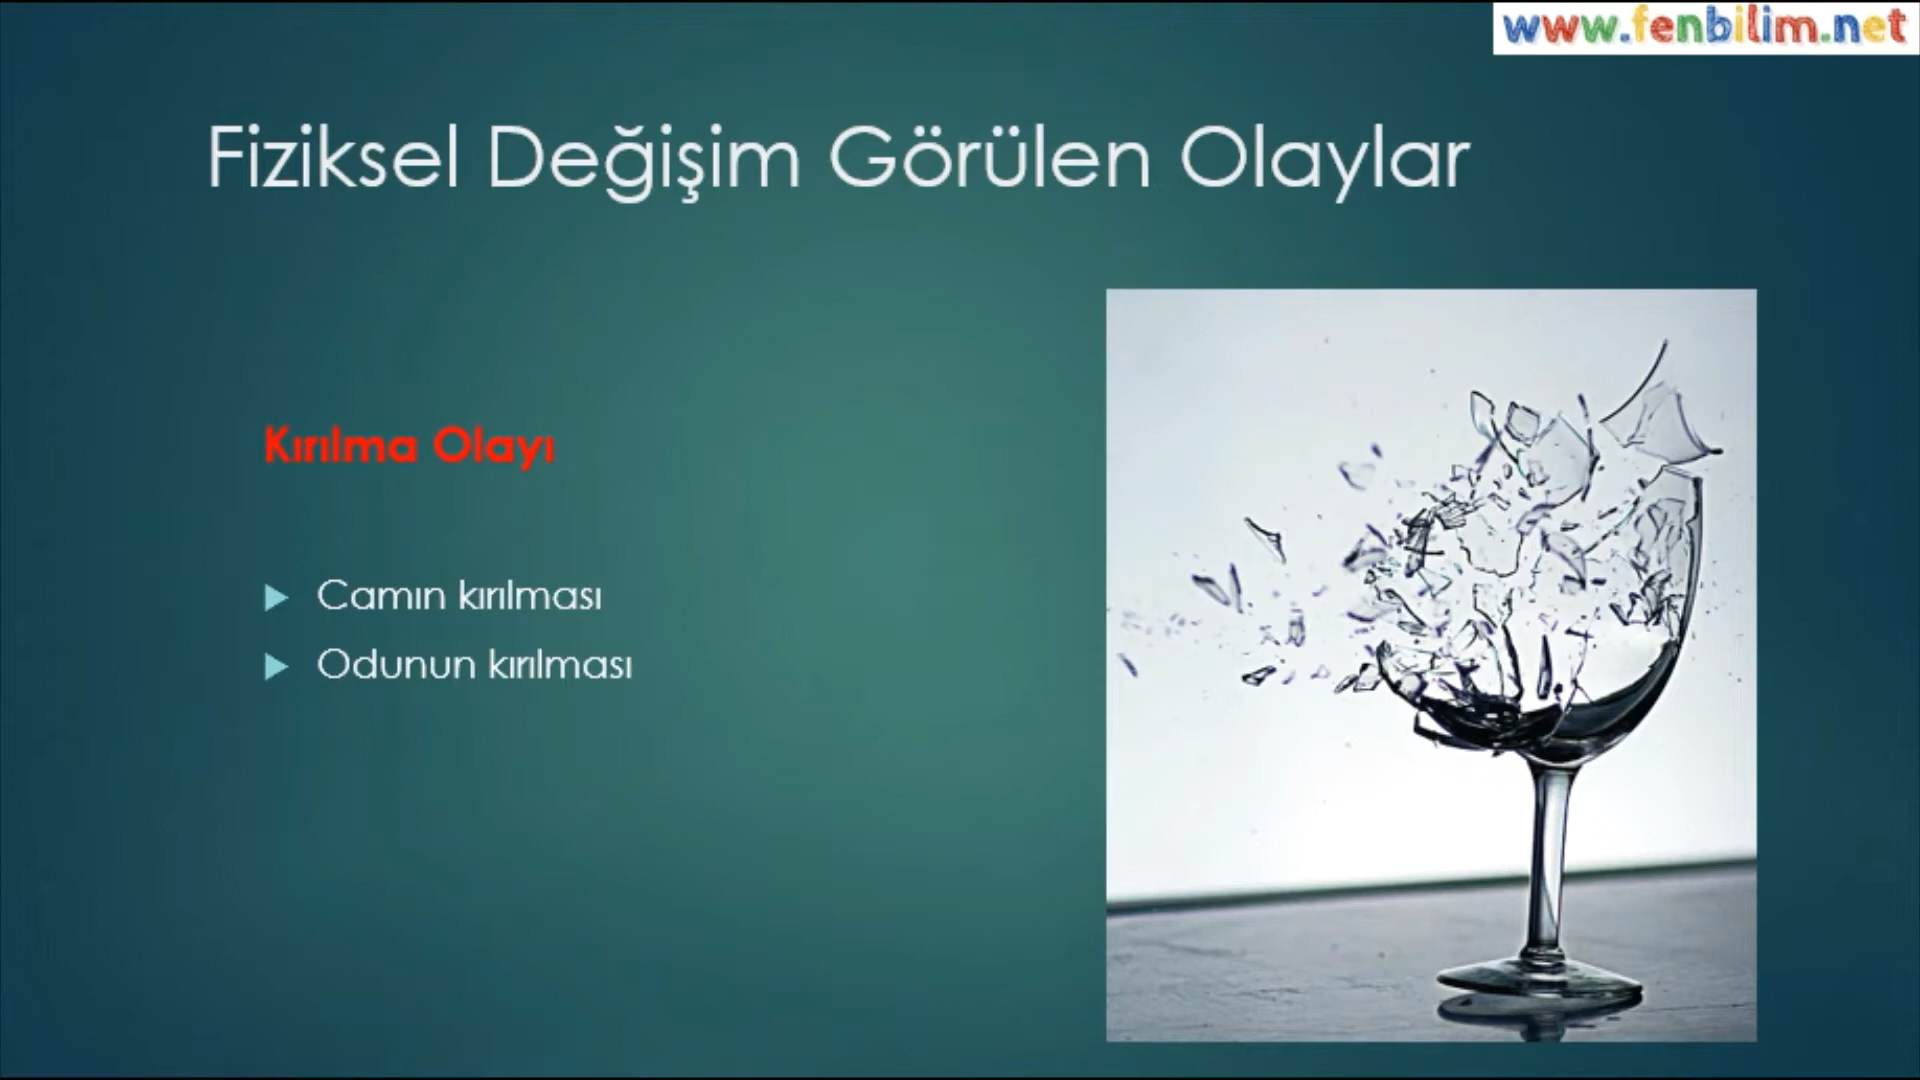 www.fenbilim.net
Fiziksel Değişim Görülen Olaylar
Kırılma Olayı
Camın kırılması
Odunun kırılması